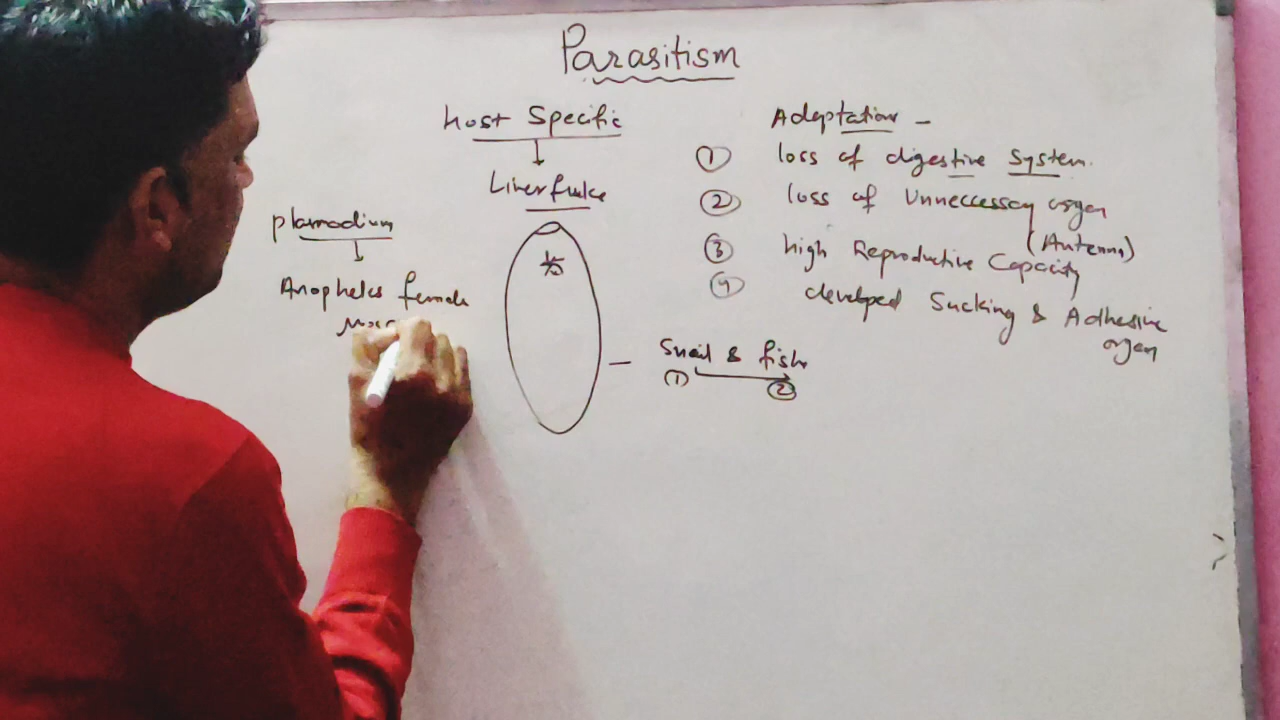 Parasitism
host Specific
Liver fluke
plamodium
Anopheles female
Snail & fish
① ②
Adaptation -
① loss of digestive System.
② loss of Unneccessary organ
(Antenna)
③ high Reproductive Capacity
④ developed Sucking & Adhesive
organ